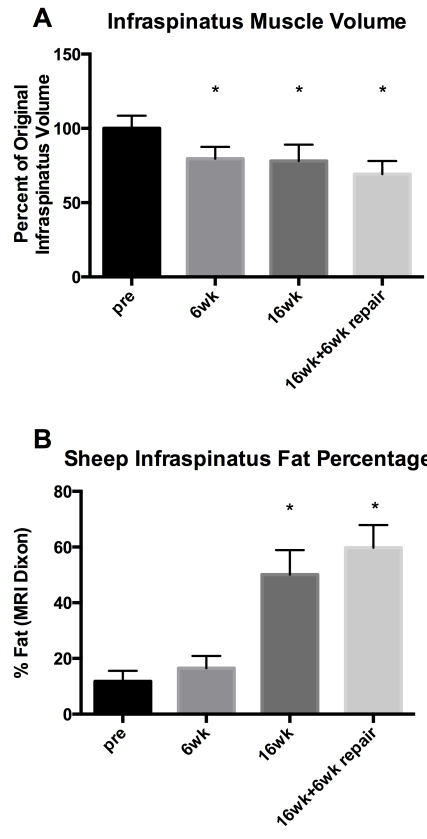 A
Infraspinatus Muscle Volume
Percent of Original
Infraspinatus Volume
150
100
50
0
*
*
*
pre
6wk
16wk
16wk+6wk repair
B
Sheep Infraspinatus Fat Percentage
% Fat (MRI Dixon)
80
60
40
20
0
*
*
pre
6wk
16wk
16wk+6wk repair